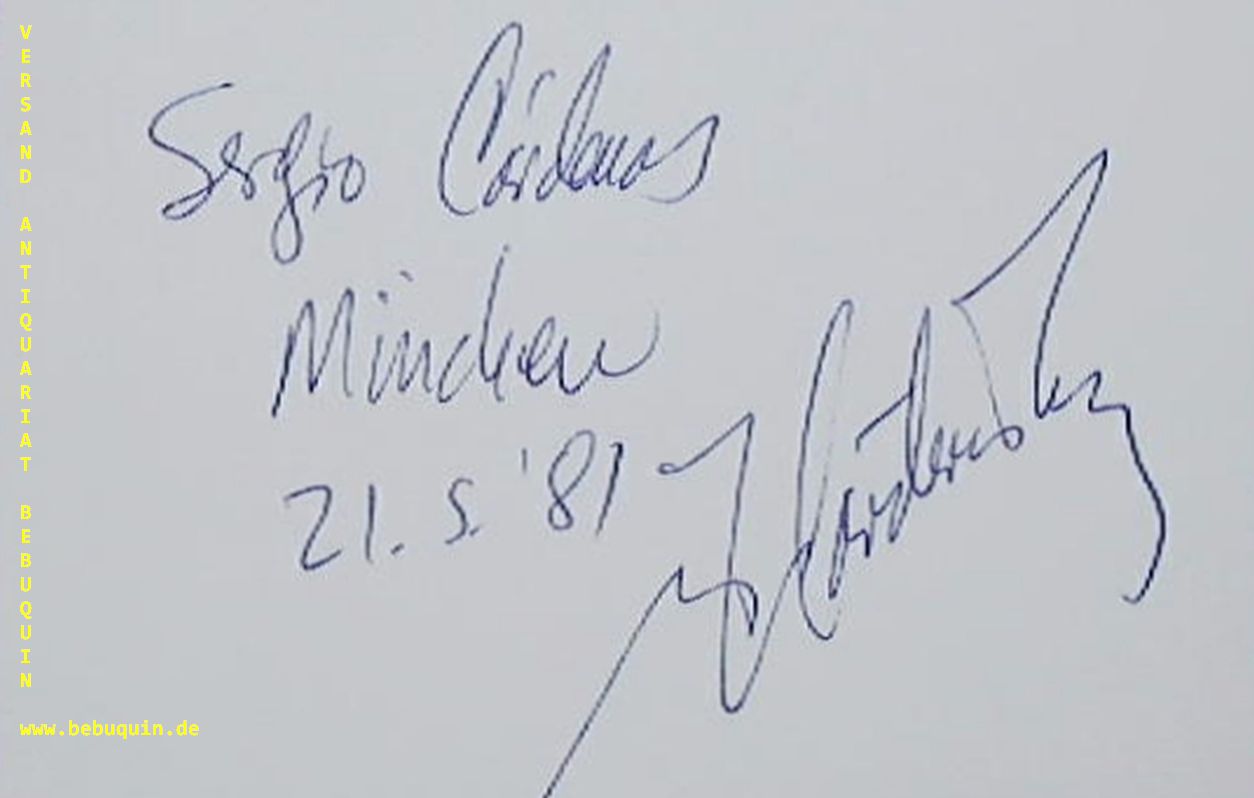 Sergio Cárdenas
München
21. 5. '81
VERSAND ANTIQUARIAT BEBUQUIN
www.bebuquin.de